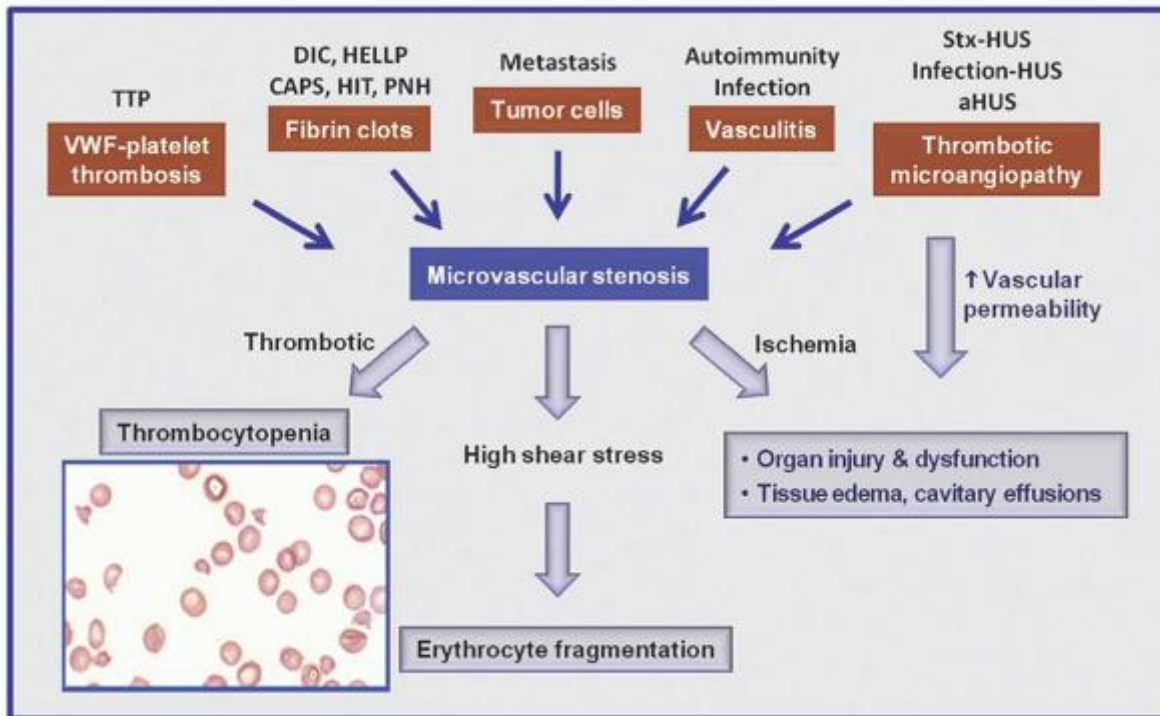 TTP
VWF-platelet
thrombosis
DIC, HELLP
CAPS, HIT, PNH
Fibrin clots
Metastasis
Tumor cells
Autoimmunity
Infection
Vasculitis
Stx-HUS
Infection-HUS
aHUS
Thrombotic
microangiopathy
Microvascular stenosis
↑ Vascular
permeability
Thrombotic
Ischemia
Thrombocytopenia
High shear stress
• Organ injury & dysfunction
• Tissue edema, cavitary effusions
Erythrocyte fragmentation